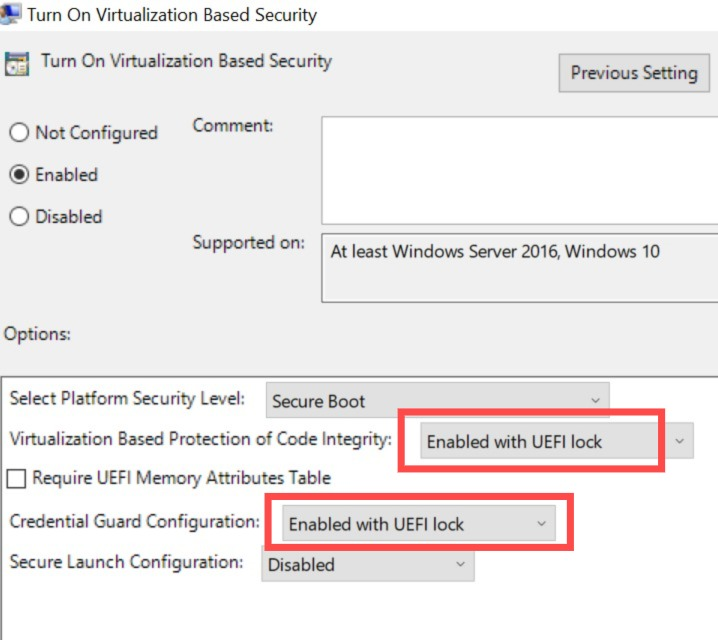 Turn On Virtualization Based Security
Turn On Virtualization Based Security
Previous Setting
Not Configured
Comment:
Enabled
Disabled
Supported on:
At least Windows Server 2016, Windows 10
Options:
Select Platform Security Level: Secure Boot
Virtualization Based Protection of Code Integrity: Enabled with UEFI lock
Require UEFI Memory Attributes Table
Credential Guard Configuration: Enabled with UEFI lock
Secure Launch Configuration: Disabled